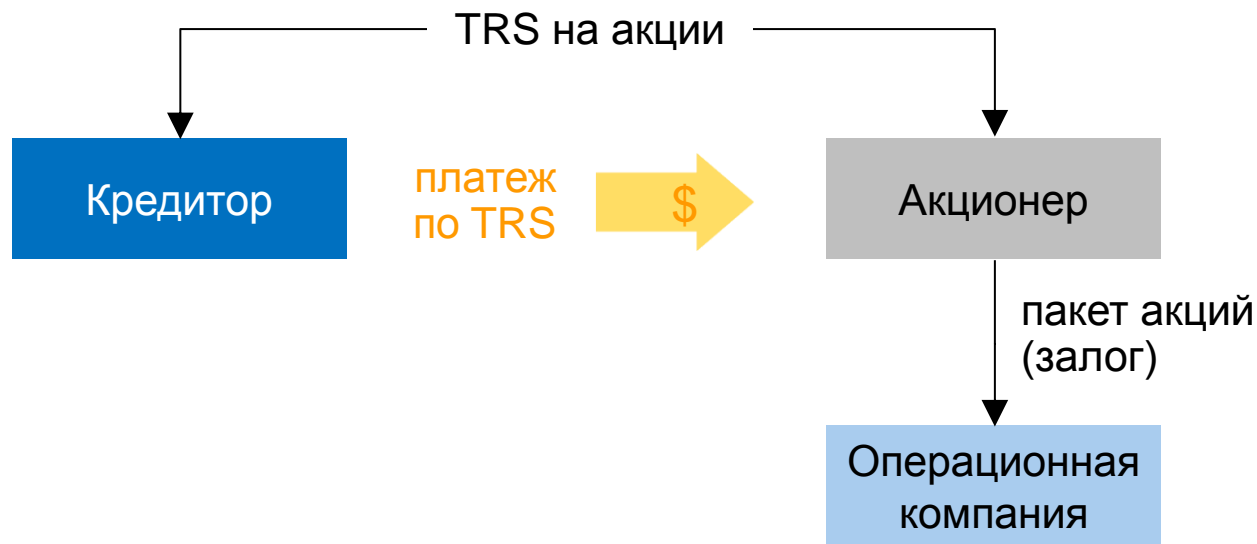 TRS на акции
Кредитор
платеж
по TRS
$
Акционер
пакет акций
(залог)
Операционная
компания